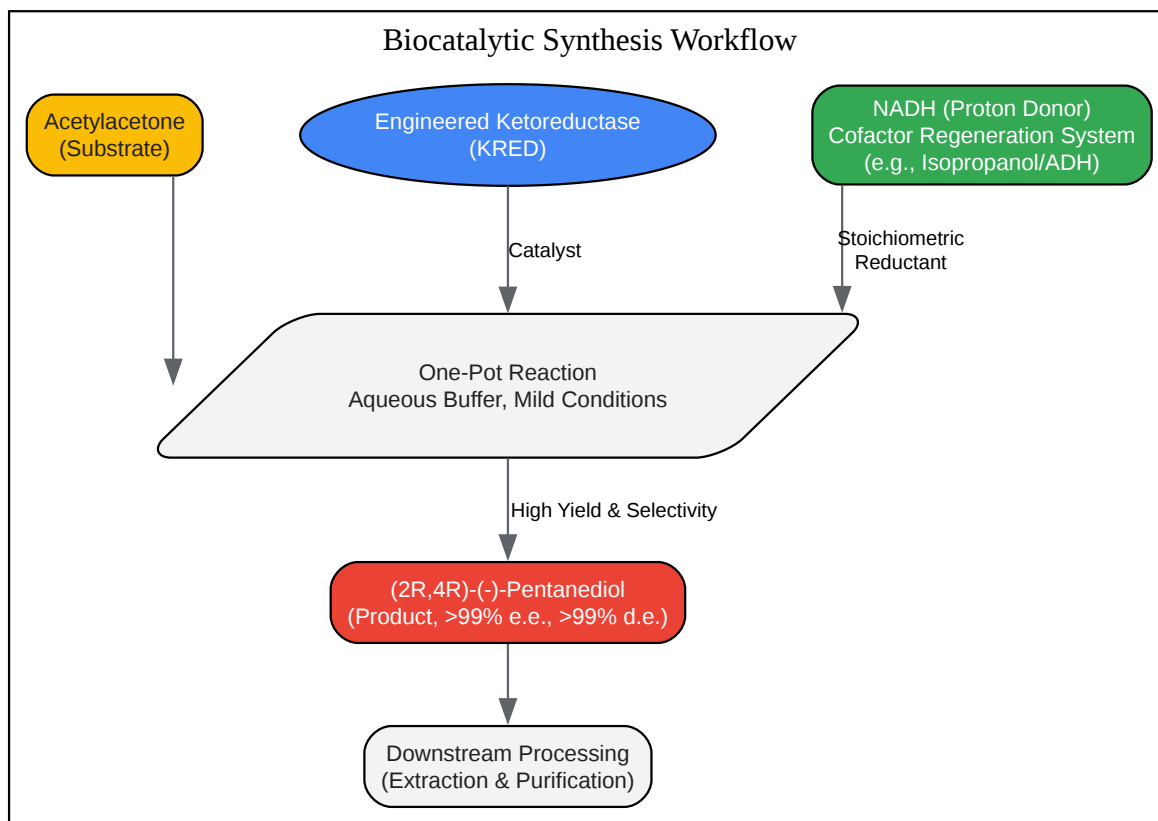 Biocatalytic Synthesis Workflow
Acetylacetone
(Substrate)
Engineered Ketoreductase
(KRED)
NADH (Proton Donor)
Cofactor Regeneration System
(e.g., Isopropanol/ADH)
Catalyst
Stoichiometric
Reductant
One-Pot Reaction
Aqueous Buffer, Mild Conditions
High Yield & Selectivity
(2R,4R)-(-)-Pentanediol
(Product, >99% e.e., >99% d.e.)
Downstream Processing
(Extraction & Purification)